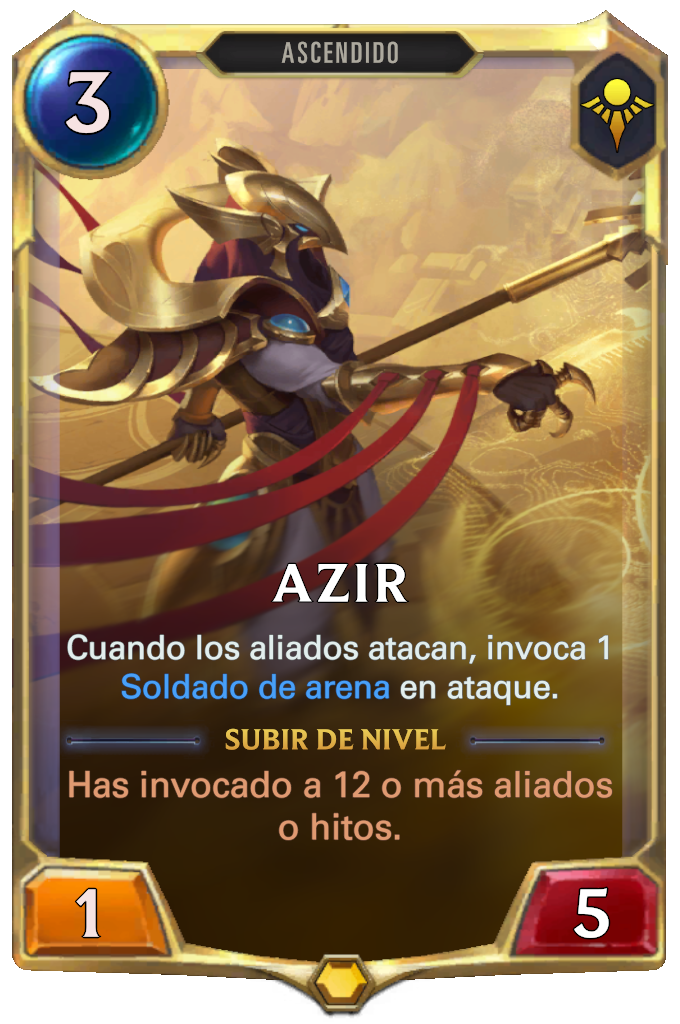 ASCENDIDO
3
AZIR
Cuando los aliados atacan, invoca 1
Soldado de arena en ataque.
SUBIR DE NIVEL
Has invocado a 12 o más aliados
o hitos.
1
5